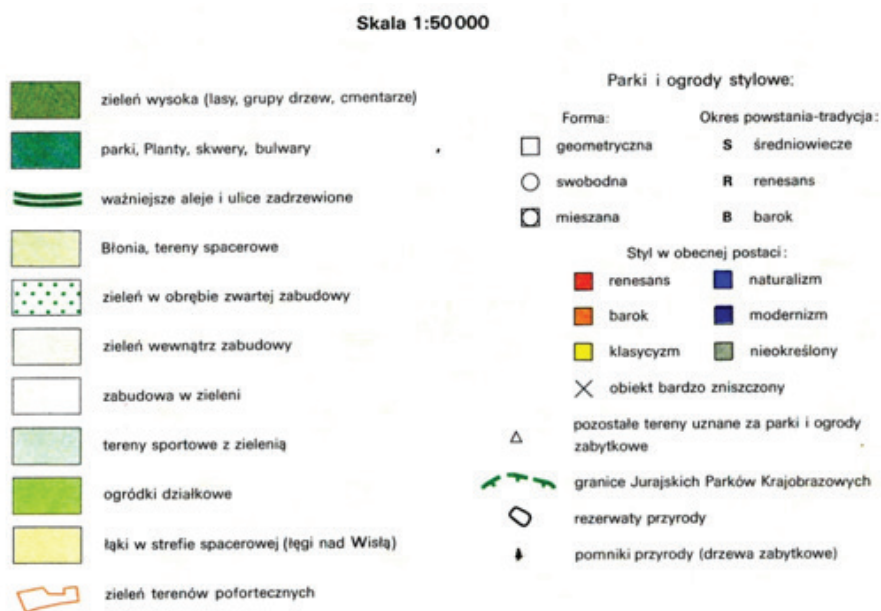 Skala 1:50 000
zieleń wysoka (lasy, grupy drzew, cmentarze)
parki, Planty, skwery, bulwary
ważniejsze aleje i ulice zadrzewione
Błonia, tereny spacerowe
zieleń w obrębie zwartej zabudowy
zieleń wewnątrz zabudowy
zabudowa w zieleni
tereny sportowe z zielenią
ogródki działkowe
łąki w strefie spacerowej (łęgi nad Wisłą)
zieleń terenów pofortecznych
Parki i ogrody stylowe:
Forma:
geometryczna
swobodna
mieszana
Okres powstania-tradycja:
S średniowiecze
R renesans
B barok
Styl w obecnej postaci:
renesans
barok
klasycyzm
naturalizm
modernizm
nieokreślony
obiekt bardzo zniszczony
pozostałe tereny uznane za parki i ogrody
zabytkowe
granice Jurajskich Parków Krajobrazowych
rezerwaty przyrody
pomniki przyrody (drzewa zabytkowe)